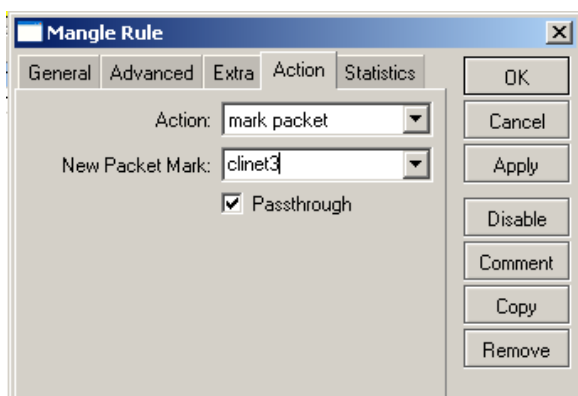 Mangle Rule
General Advanced Extra Action Statistics
Action: mark packet
New Packet Mark: clinet3
Passthrough
OK
Cancel
Apply
Disable
Comment
Copy
Remove